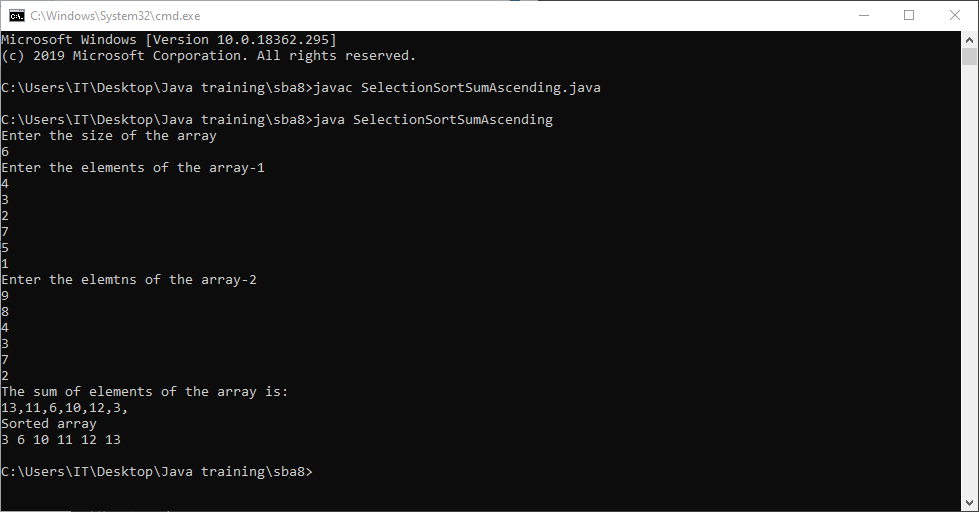 C:\Windows\System32\cmd.exe
Microsoft Windows [Version 10.0.18362.295]
(c) 2019 Microsoft Corporation. All rights reserved.
C:\Users\IT\Desktop\Java training\sba8>javac SelectionSortSumAscending.java
C:\Users\IT\Desktop\Java training\sba8>java SelectionSortSumAscending
Enter the size of the array
6
Enter the elements of the array-1
4
3
2
7
5
1
Enter the elemtns of the array-2
9
8
4
3
7
2
The sum of elements of the array is:
13,11,6,10,12,3,
Sorted array
3 6 10 11 12 13
C:\Users\IT\Desktop\Java training\sba8>